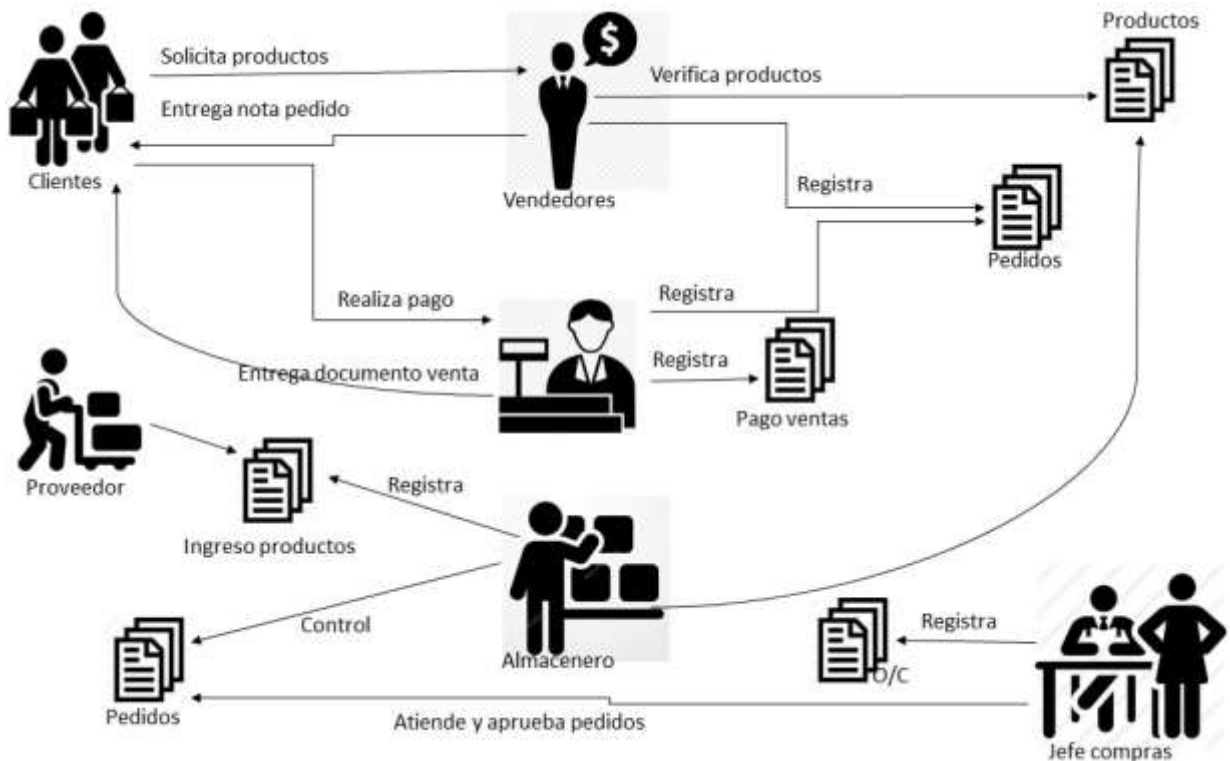 Productos
$
Solicita productos
Verifica productos
Entrega nota pedido
Clientes
Vendedores
Registra
Pedidos
Realiza pago
Registra
Entrega documento venta
Registra
Pago ventas
Proveedor
Registra
Ingreso productos
Control
Almacenero
Registra
O/C
Pedidos
Atiende y aprueba pedidos
Jefe compras